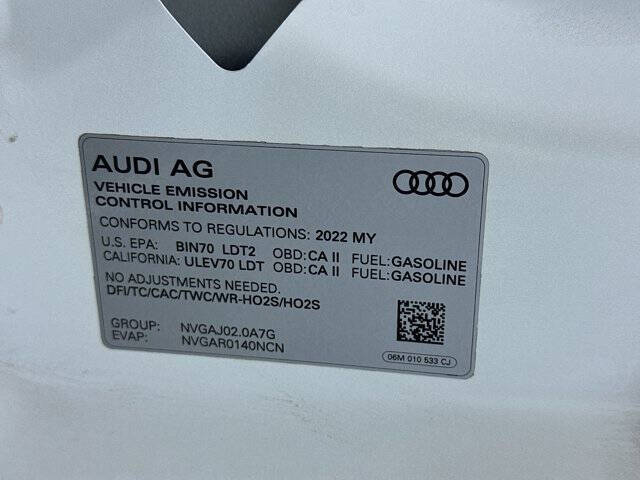 AUDI AG
VEHICLE EMISSION
CONTROL INFORMATION
CONFORMS TO REGULATIONS: 2022 MY
U.S. EPA: BIN70 LDT2 OBD:CA II FUEL:GASOLINE
CALIFORNIA: ULEV70 LDT OBD:CA II FUEL:GASOLINE
NO ADJUSTMENTS NEEDED.
DFI/TC/CAC/TWC/WR-HO2S/HO2S
GROUP: NVGAJ02.0A7G
EVAP: NVGAR0140NCN
06M 010 533 CJ